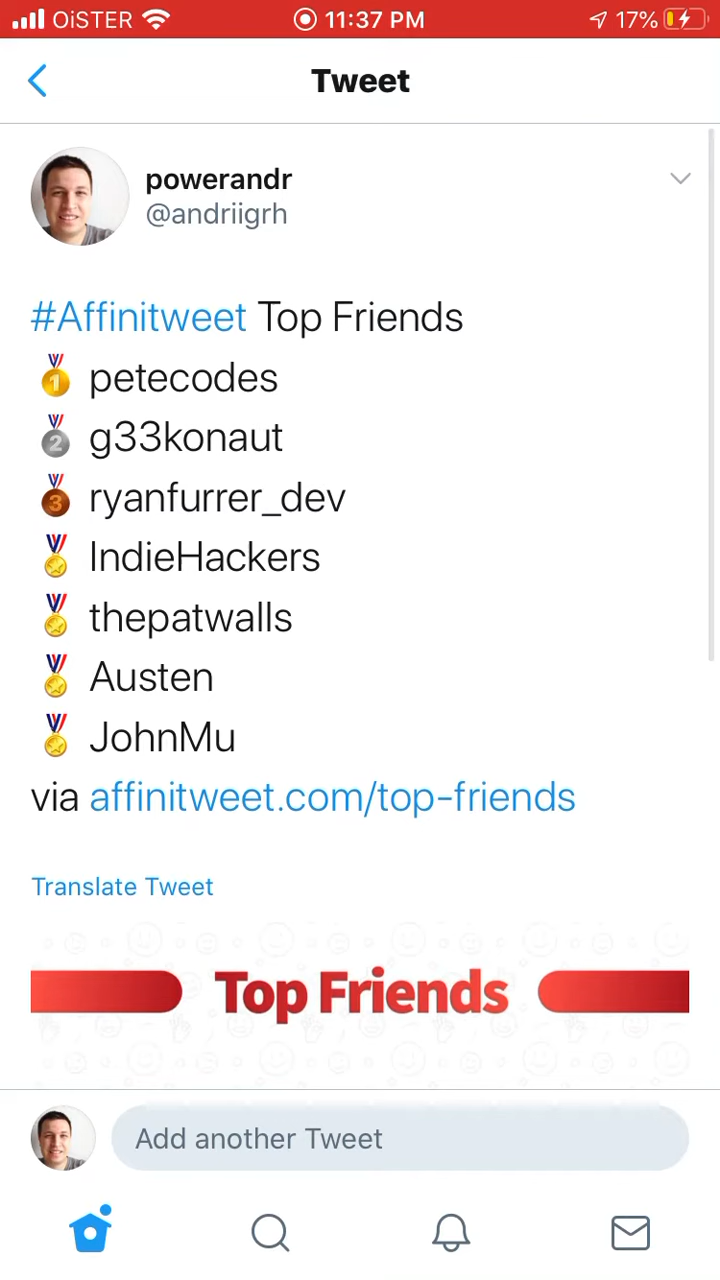 OiSTER 11:37 PM 17%
Tweet
powerandr
@andriigrh
#Affinitweet Top Friends
🥇 petecodes
🥈 g33konaut
🥉 ryanfurrer_dev
🏅 IndieHackers
🏅 thepatwalls
🏅 Austen
🏅 JohnMu
via affinitweet.com/top-friends
Translate Tweet
Top Friends
Add another Tweet